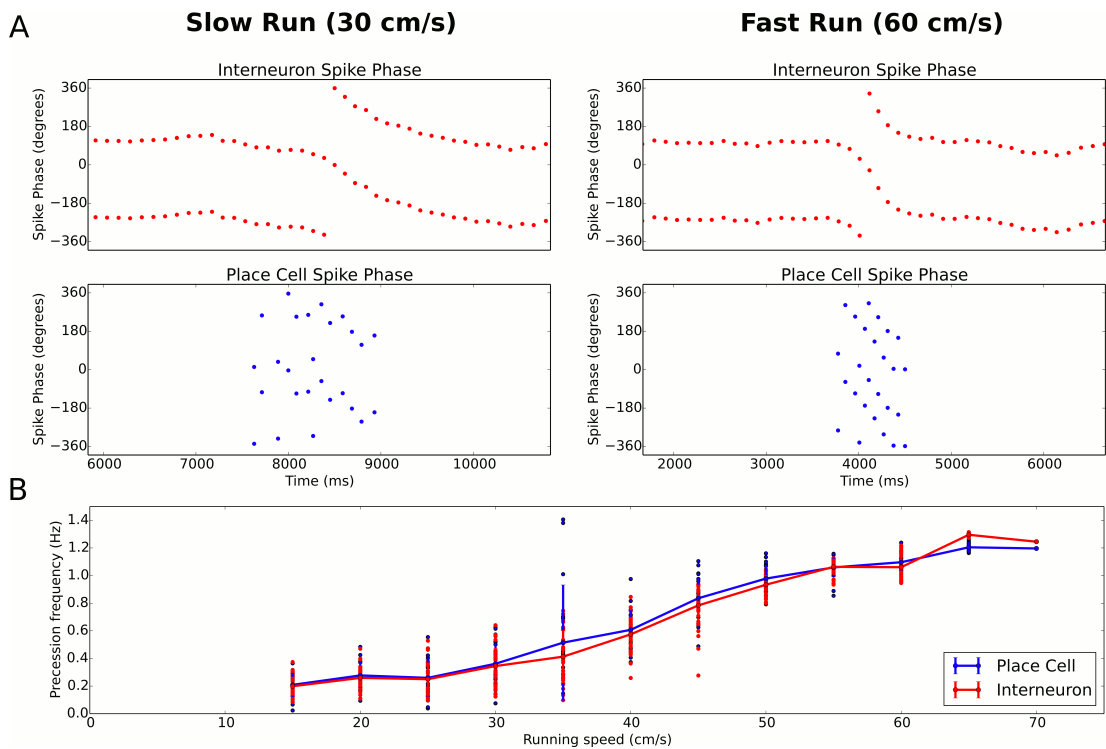 A
Slow Run (30 cm/s)
Fast Run (60 cm/s)
Interneuron Spike Phase
Interneuron Spike Phase
Spike Phase (degrees)
360
180
0
−180
−360
Spike Phase (degrees)
360
180
0
−180
−360
Place Cell Spike Phase
Place Cell Spike Phase
Spike Phase (degrees)
360
180
0
−180
−360
6000 7000 8000 9000 10000
Time (ms)
Spike Phase (degrees)
360
180
0
−180
−360
2000 3000 4000 5000 6000
Time (ms)
B
Precession frequency (Hz)
1.4
1.2
1.0
0.8
0.6
0.4
0.2
0.0
0 10 20 30 40 50 60 70
Running speed (cm/s)
Place Cell
Interneuron